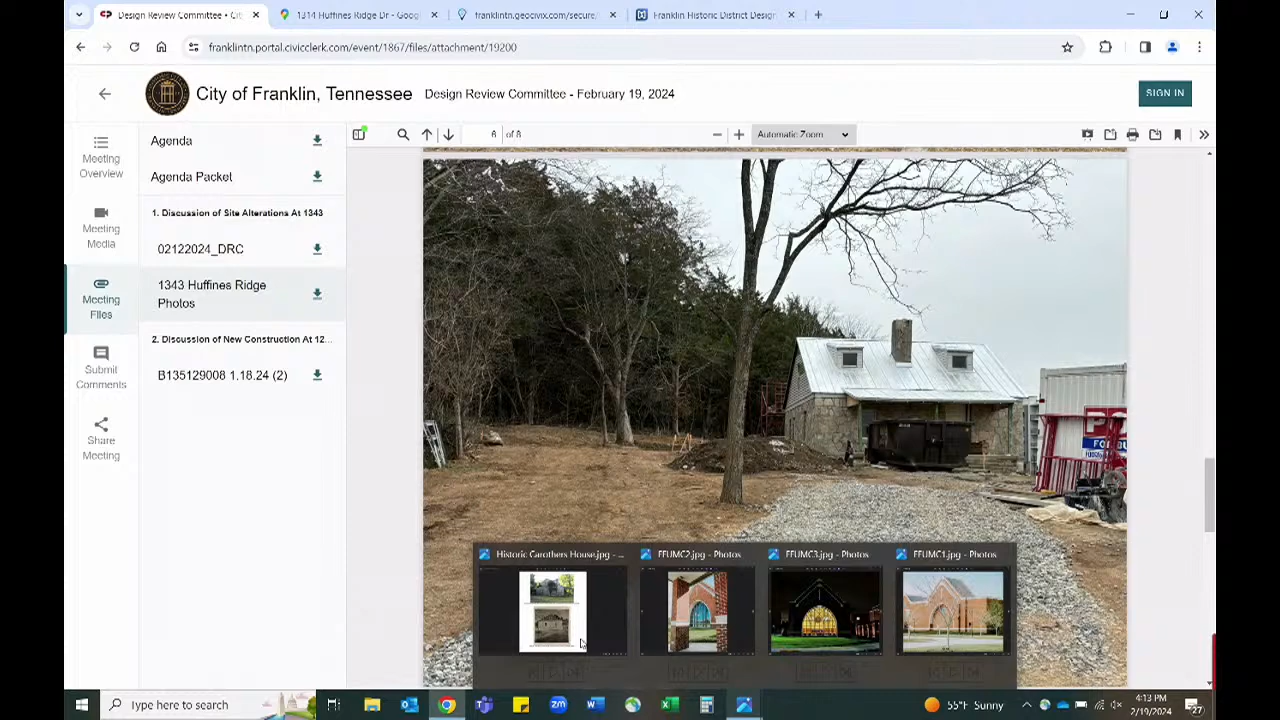 Design Review Committee • Cit
1314 Huffines Ridge Dr - Googl
franklintn.geocivix.com/secure/
Franklin Historic District Design
franklintn.portal.civicclerk.com/event/1867/files/attachment/19200
City of Franklin, Tennessee
Design Review Committee - February 19, 2024
SIGN IN
Meeting Overview
Meeting Media
Meeting Files
Submit Comments
Share Meeting
Agenda
Agenda Packet
1. Discussion of Site Alterations At 1343
02122024_DRC
1343 Huffines Ridge
Photos
2. Discussion of New Construction At 12...
B135129008 1.18.24 (2)
6 of 8
Automatic Zoom
Historic Carothers House.jpg - ...
FFUMC2.jpg - Photos
FFUMC3.jpg - Photos
FFUMC1.jpg - Photos
Type here to search
55°F Sunny
4:13 PM
2/19/2024
27